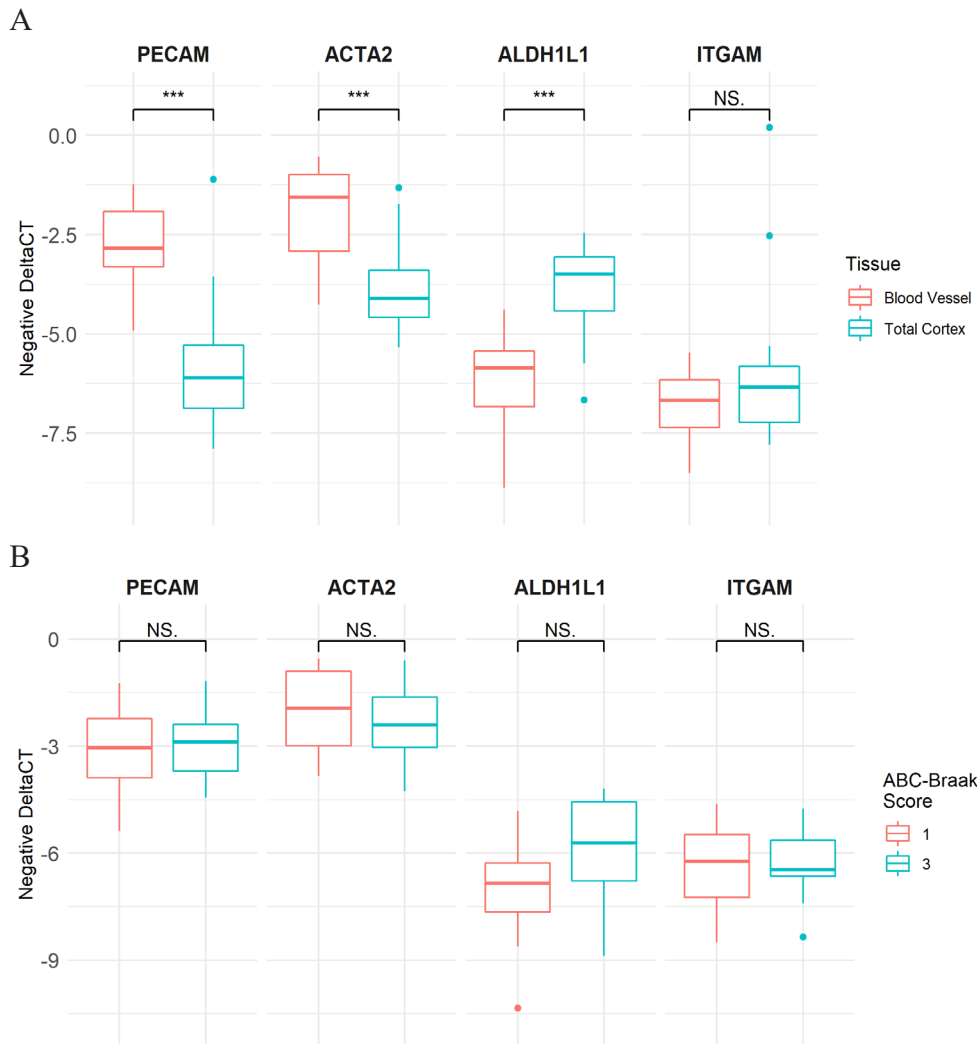 A
PECAM ACTA2 ALDH1L1 ITGAM
*** *** *** NS.
0.0
-2.5
-5.0
-7.5
Negative DeltaCT
Tissue
Blood Vessel
Total Cortex
B
PECAM ACTA2 ALDH1L1 ITGAM
NS. NS. NS. NS.
0
-3
-6
-9
Negative DeltaCT
ABC-Braak
Score
1
3